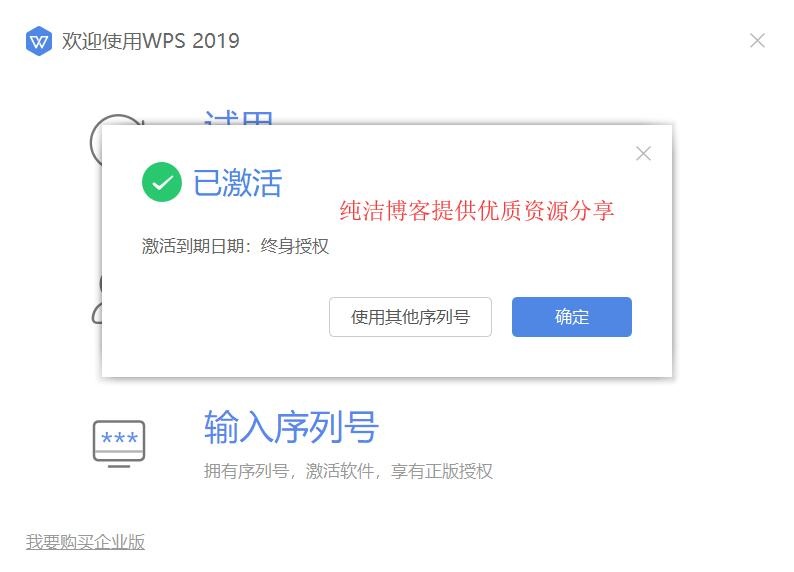 欢迎使用WPS 2019
试用
已激活
纯洁博客提供优质资源分享
激活到期日期：终身授权
使用其他序列号
确定
***
输入序列号
拥有序列号，激活软件，享有正版授权
我要购买企业版